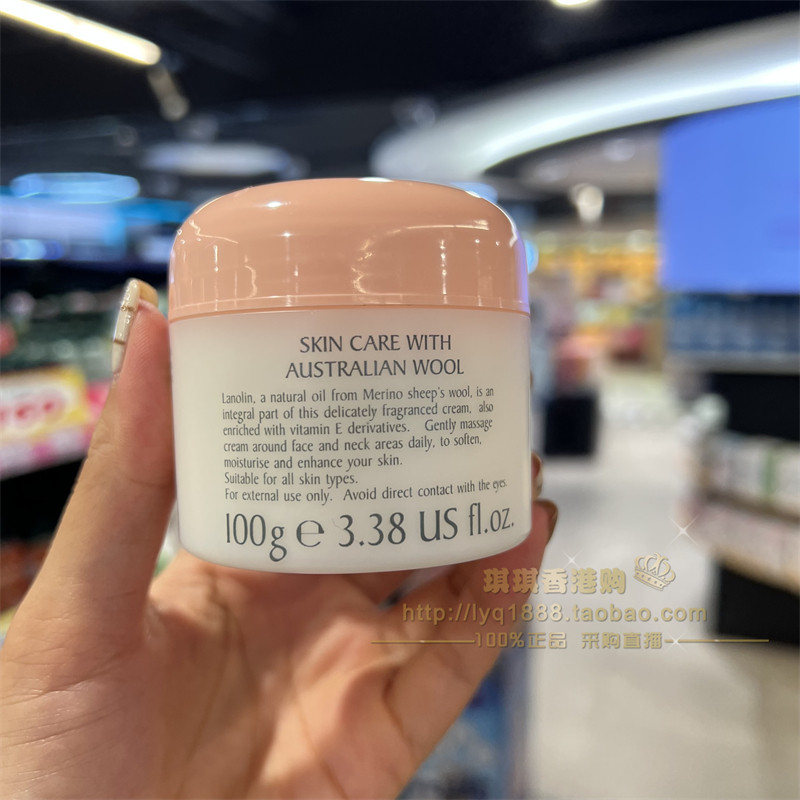 SKIN CARE WITH
AUSTRALIAN WOOL
Lanolin, a natural oil from Merino sheep's wool, is an
integral part of this delicately fragranced cream, also
enriched with vitamin E derivatives. Gently massage
cream around face and neck areas daily, to soften,
moisturise and enhance your skin.
Suitable for all skin types.
For external use only. Avoid direct contact with the eyes.
100g e 3.38 US fl.oz.
琪琪香港购
http://lyq1888.taobao.com
100%正品 采购直播